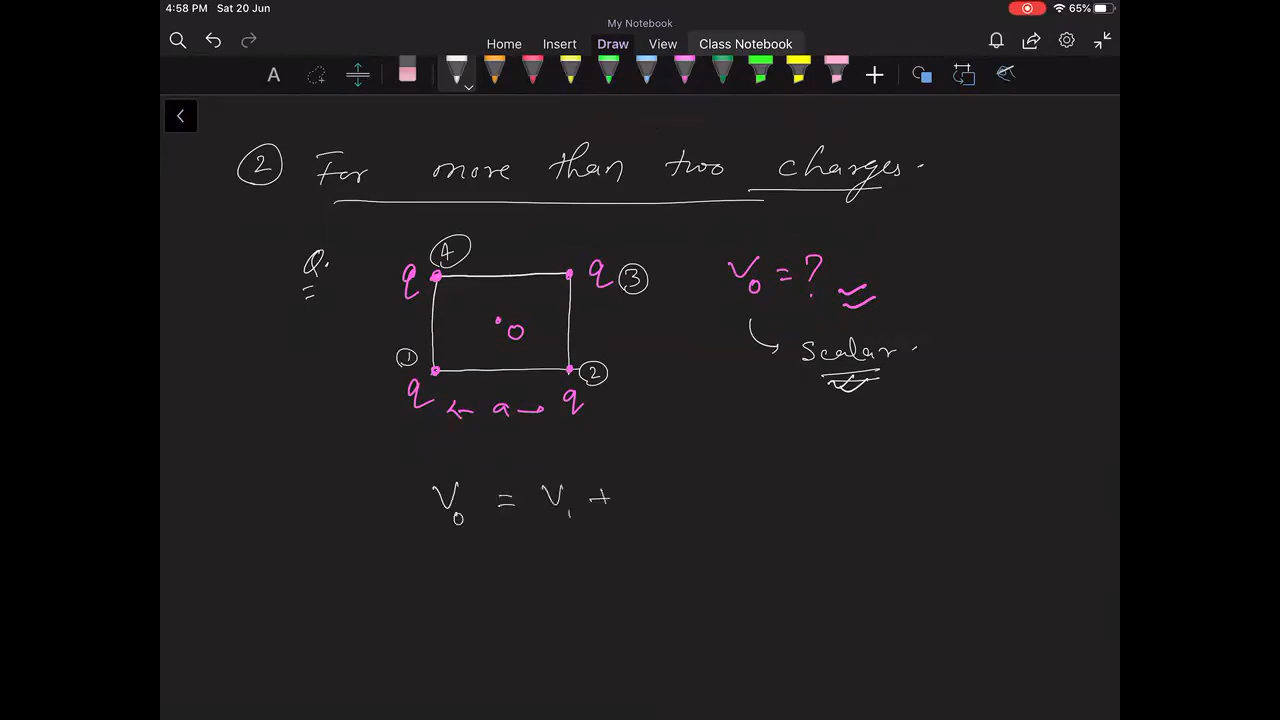 4:58 PM Sat 20 Jun
65%
My Notebook
Home Insert Draw View Class Notebook
A
② For more than two charges.
Q.
④
q q ③
V₀ = ?
O
Scalar.
① ②
q ← a → q
V₀ = V₁ +